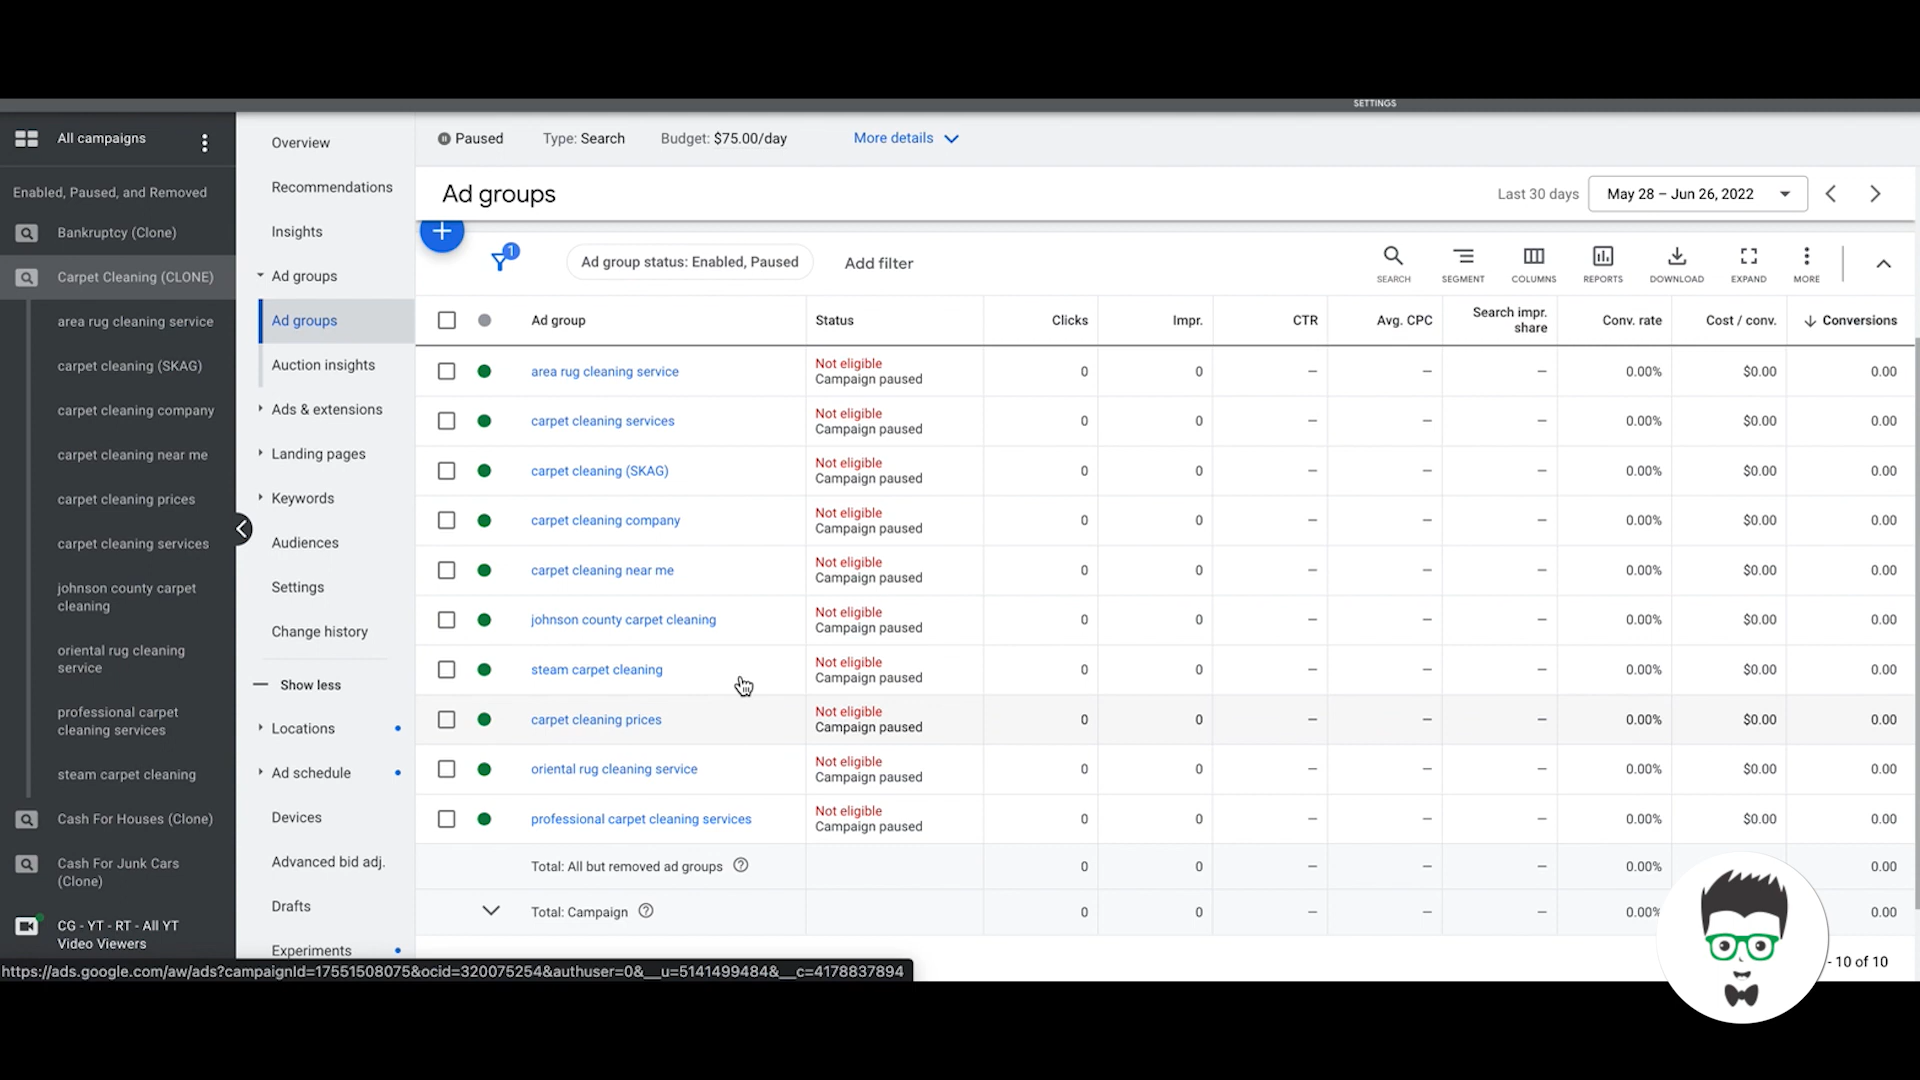 SETTINGS
All campaigns
Enabled, Paused, and Removed
Bankruptcy (Clone)
Carpet Cleaning (CLONE)
area rug cleaning service
carpet cleaning (SKAG)
carpet cleaning company
carpet cleaning near me
carpet cleaning prices
carpet cleaning services
johnson county carpet
cleaning
oriental rug cleaning
service
professional carpet
cleaning services
steam carpet cleaning
Cash For Houses (Clone)
Cash For Junk Cars
(Clone)
CG - YT - RT - All YT
Video Viewers
Overview
Recommendations
Insights
Ad groups
Ad groups
Auction insights
Ads & extensions
Landing pages
Keywords
Audiences
Settings
Change history
Show less
Locations
Ad schedule
Devices
Advanced bid adj.
Drafts
Experiments
Paused Type: Search Budget: $75.00/day More details
Ad groups Last 30 days May 28 – Jun 26, 2022
1
Ad group status: Enabled, Paused Add filter
SEARCH SEGMENT COLUMNS REPORTS DOWNLOAD EXPAND MORE
Ad group Status Clicks Impr. CTR Avg. CPC Search impr. share Conv. rate Cost / conv. Conversions
area rug cleaning service Not eligible Campaign paused 0 0 – – – 0.00% $0.00 0.00
carpet cleaning services Not eligible Campaign paused 0 0 – – – 0.00% $0.00 0.00
carpet cleaning (SKAG) Not eligible Campaign paused 0 0 – – – 0.00% $0.00 0.00
carpet cleaning company Not eligible Campaign paused 0 0 – – – 0.00% $0.00 0.00
carpet cleaning near me Not eligible Campaign paused 0 0 – – – 0.00% $0.00 0.00
johnson county carpet cleaning Not eligible Campaign paused 0 0 – – – 0.00% $0.00 0.00
steam carpet cleaning Not eligible Campaign paused 0 0 – – – 0.00% $0.00 0.00
carpet cleaning prices Not eligible Campaign paused 0 0 – – – 0.00% $0.00 0.00
oriental rug cleaning service Not eligible Campaign paused 0 0 – – – 0.00% $0.00 0.00
professional carpet cleaning services Not eligible Campaign paused 0 0 – – – 0.00% $0.00 0.00
Total: All but removed ad groups 0 0 – – – 0.00% 0.00
Total: Campaign 0 0 – – – 0.00% 0.00
- 10 of 10
https://ads.google.com/aw/ads?campaignId=17551508075&ocid=320075254&authuser=0&__u=5141499484&__c=4178837894